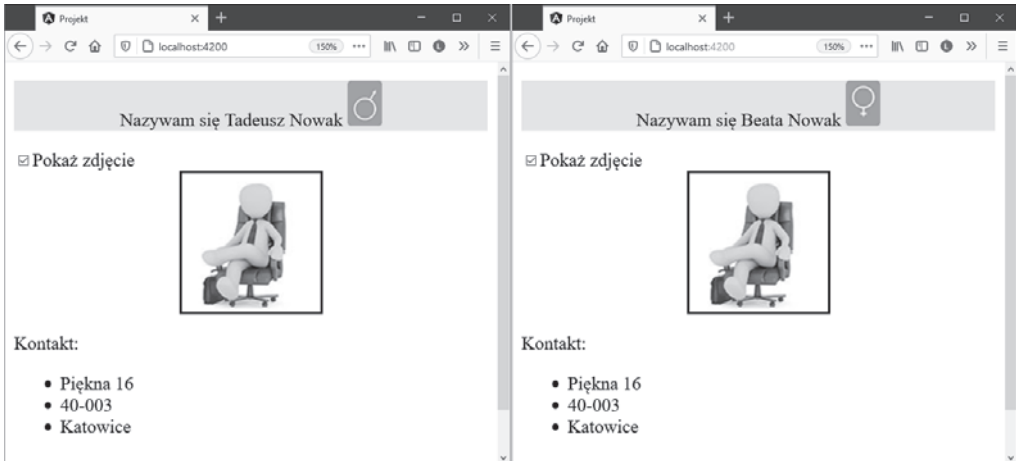 Projekt
localhost:4200
150%
Nazywam się Tadeusz Nowak
Pokaż zdjęcie
Kontakt:
Piękna 16
40-003
Katowice
Projekt
localhost:4200
150%
Nazywam się Beata Nowak
Pokaż zdjęcie
Kontakt:
Piękna 16
40-003
Katowice